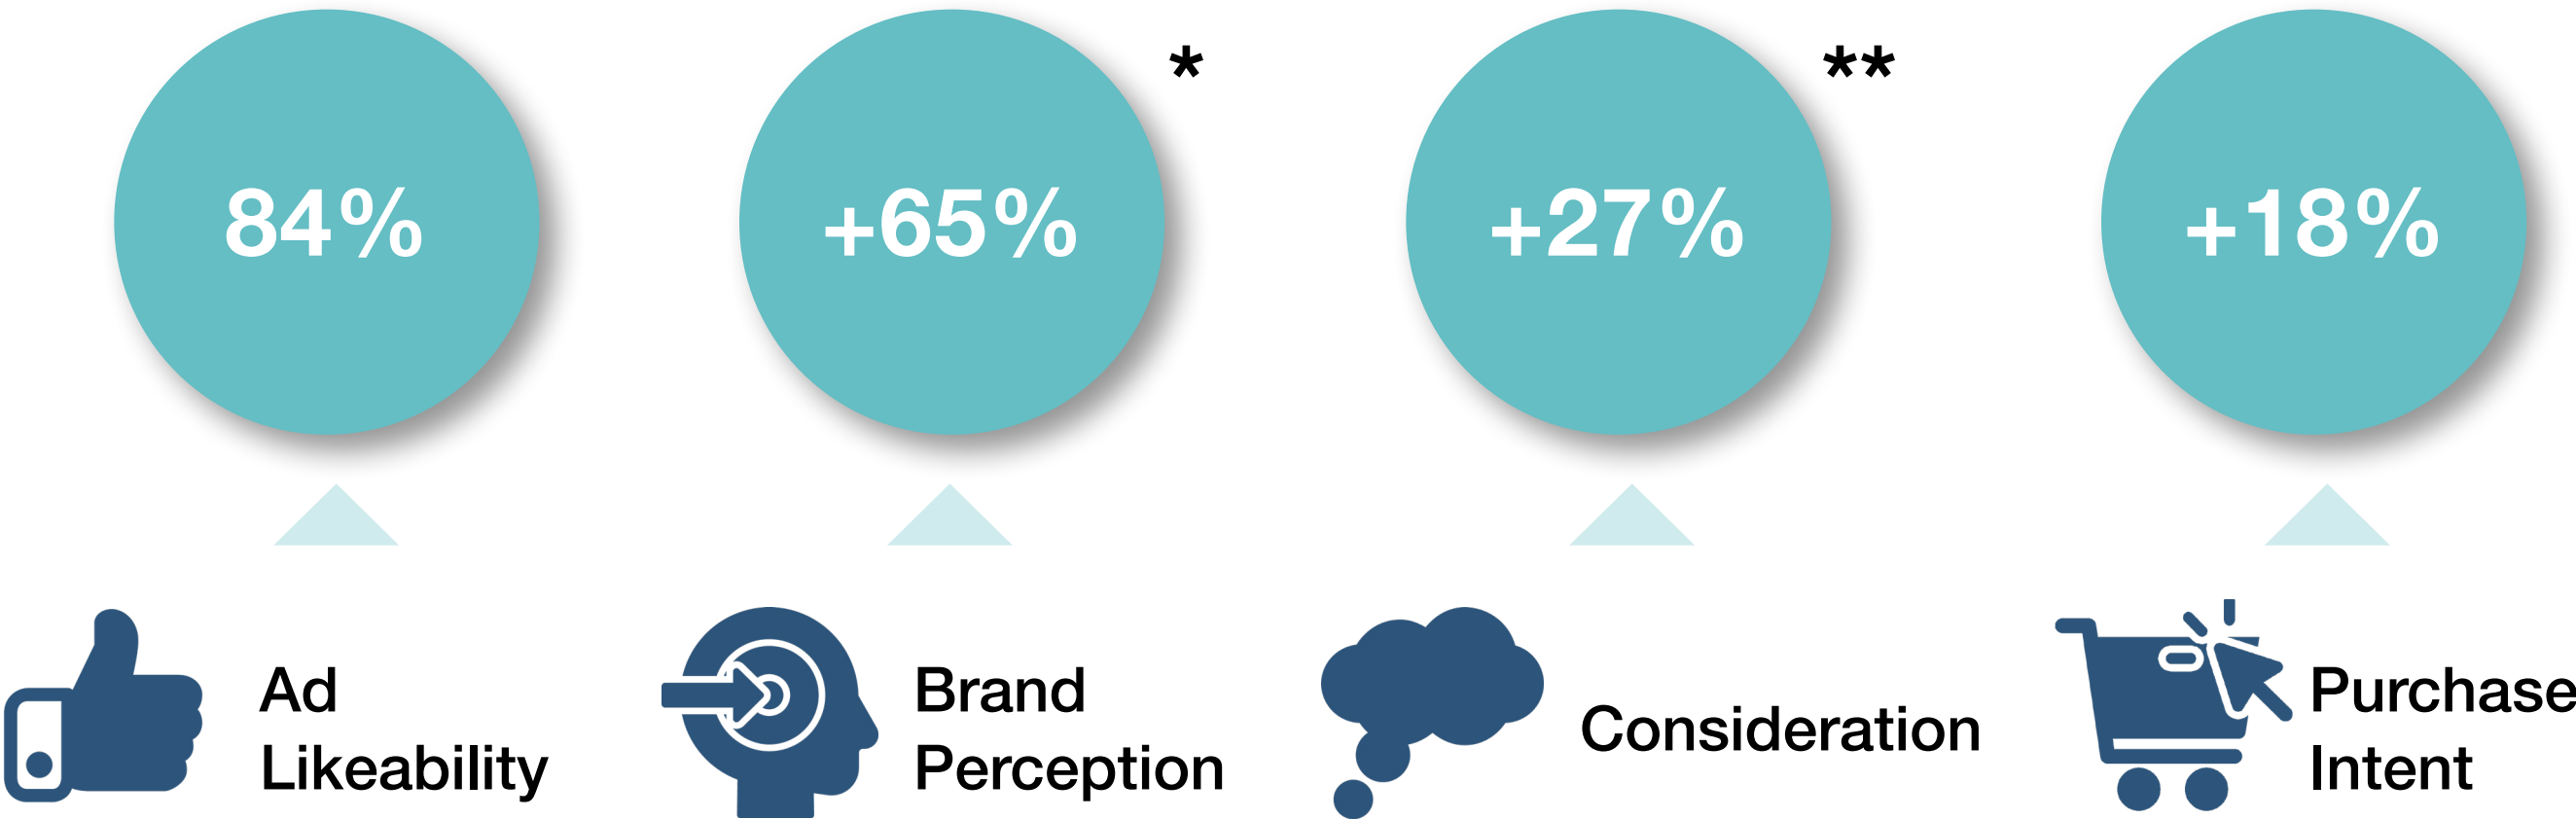 84%
+65%
*
+27%
**
+18%
Ad
Likeability
Brand
Perception
Consideration
Purchase
Intent